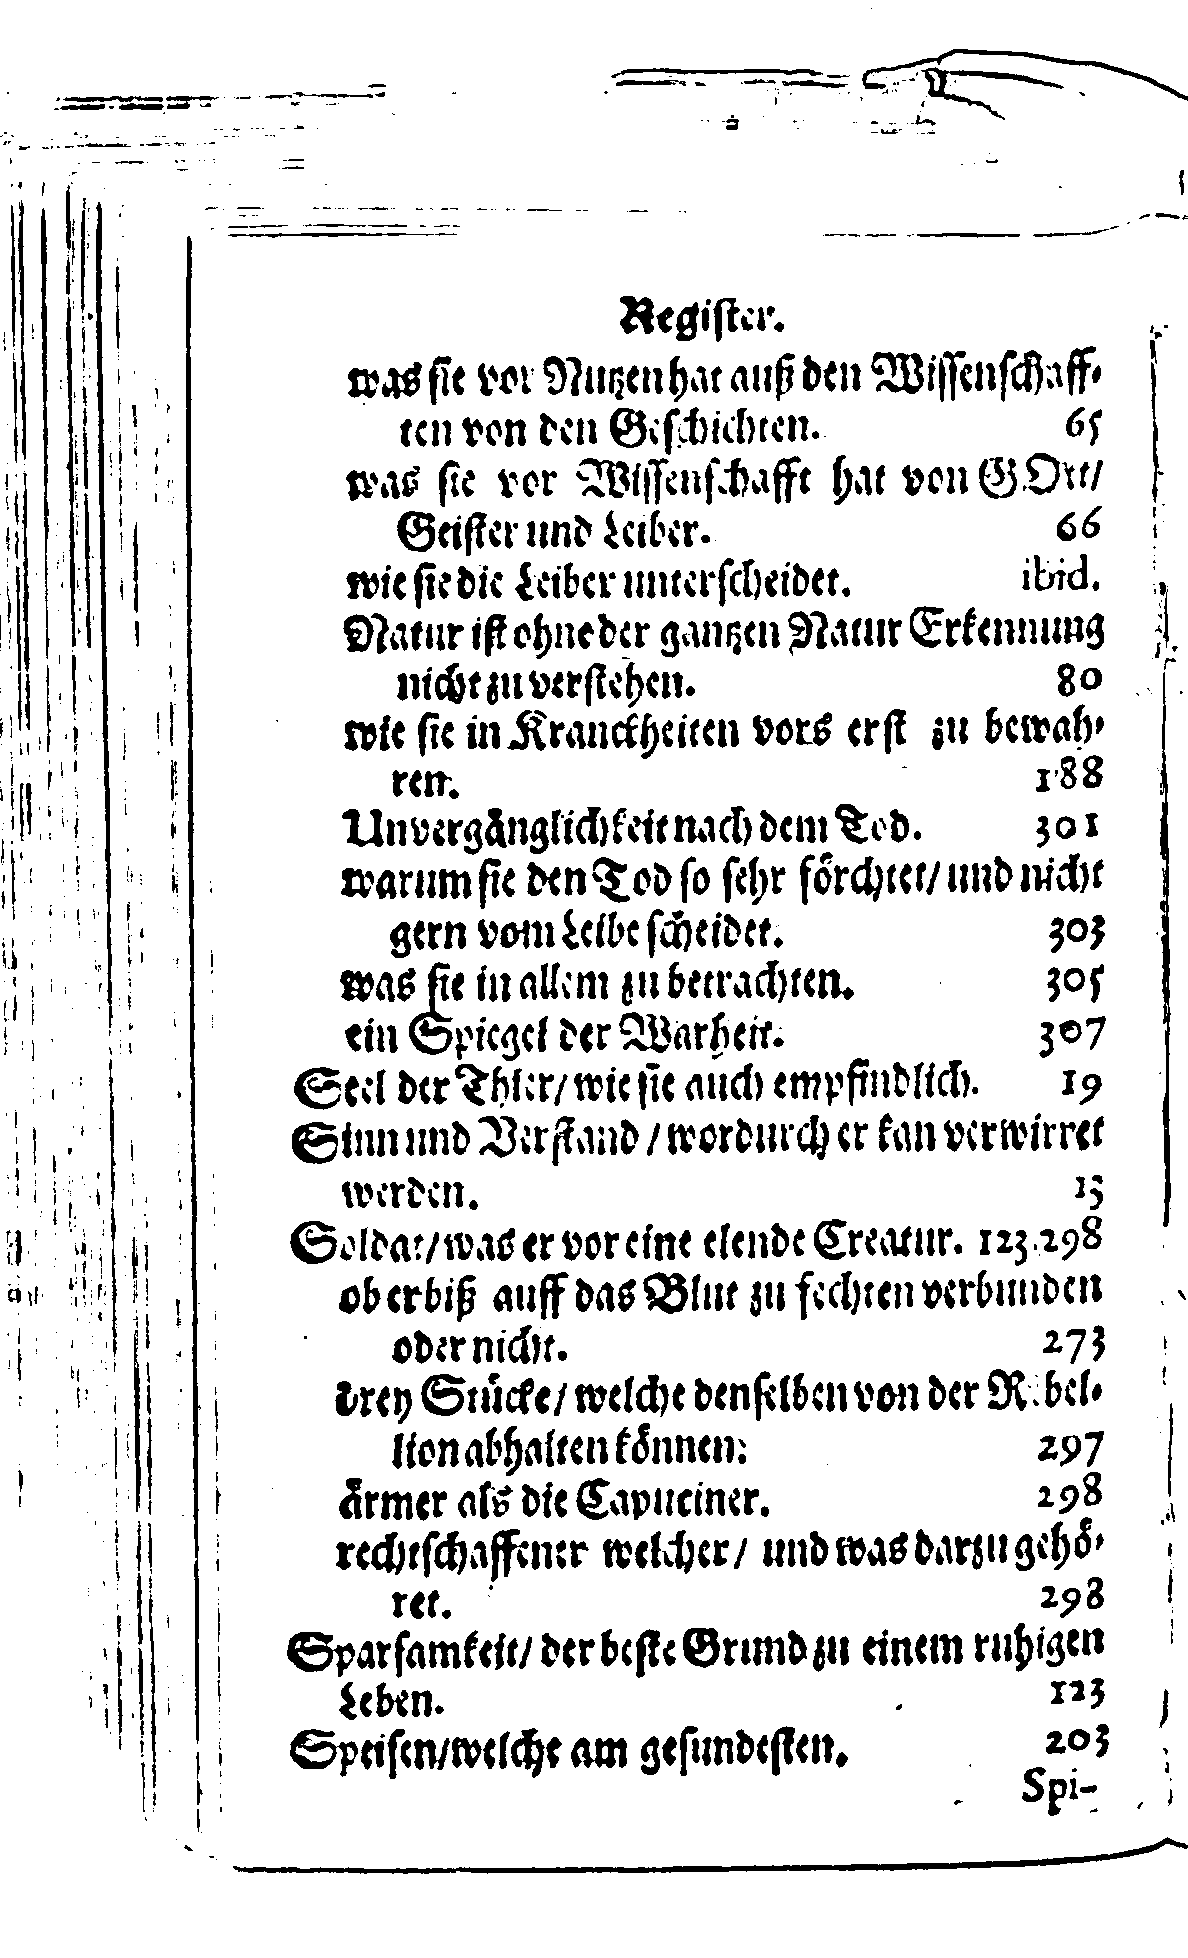 Register.
was sie vor Nutzen hat auß den Wissenschaff-
ten von den Geschichten. 65
was sie vor Wissenschafft hat von GOtt/
Geister und Leiber. 66
wie sie die Leiber unterscheidet. ibid.
Natur ist ohne der gantzen Natur Erkennung
nicht zu verstehen. 80
wie sie in Kranckheiten vors erst zu bewah-
ren. 188
Unvergänglichkeit nach dem Tod. 301
warum sie den Tod so sehr förchtet/ und nicht
gern vom Leibe scheidet. 303
was sie in allem zu betrachten. 305
ein Spiegel der Warheit. 307
Seel der Thier/ wie sie auch empfindlich. 19
Sinn und Verstand/ wordurch er kan verwirret
werden. 15
Soldat/ was er vor eine elende Creatur. 123.298
ob er biß auff das Blut zu fechten verbunden
oder nicht. 273
drey Stücke/ welche denselben von der Rebel-
lion abhalten können: 297
ärmer als die Capuciner. 298
rechtschaffener welcher/ und was darzu gehö-
ret. 298
Sparsamkeit/ der beste Grund zu einem ruhigen
Leben. 123
Speisen/ welche am gesundesten. 203
Spi-